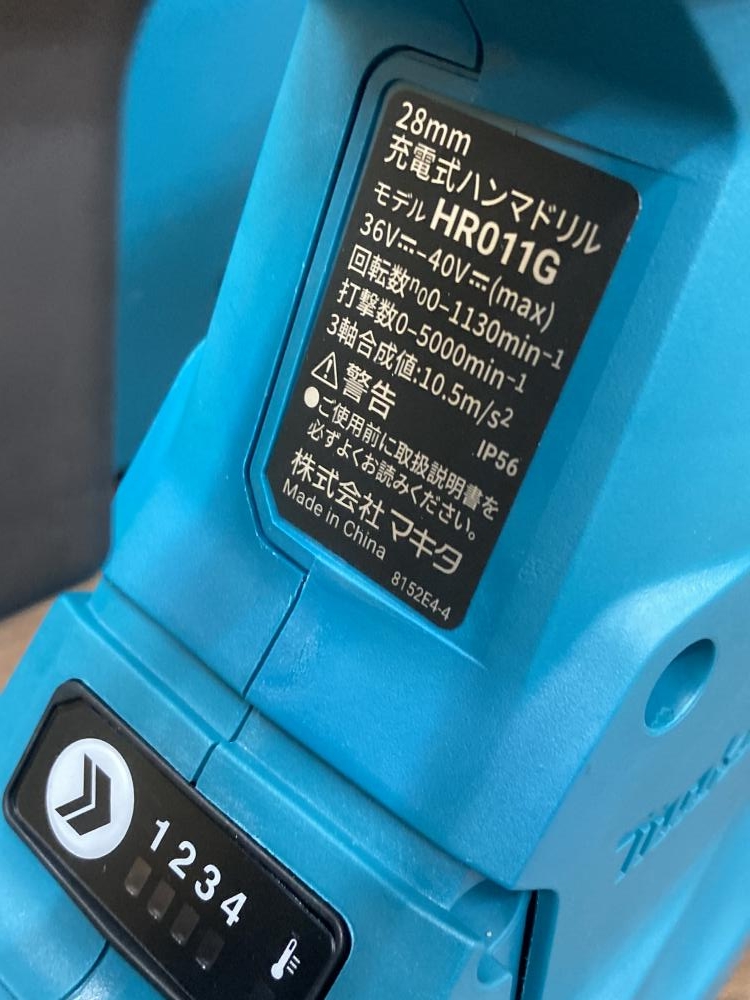 28mm
充電式ハンマドリル
モデル HR011G
36V⎓-40V⎓(max)
回転数n₀0-1130min-1
打撃数0-5000min-1
3軸合成値:10.5m/s2
⚠警告 IP56
●ご使用前に取扱説明書を
必ずよくお読みください。
株式会社 マキタ
Made in China
8152E4-4
1 2 3 4